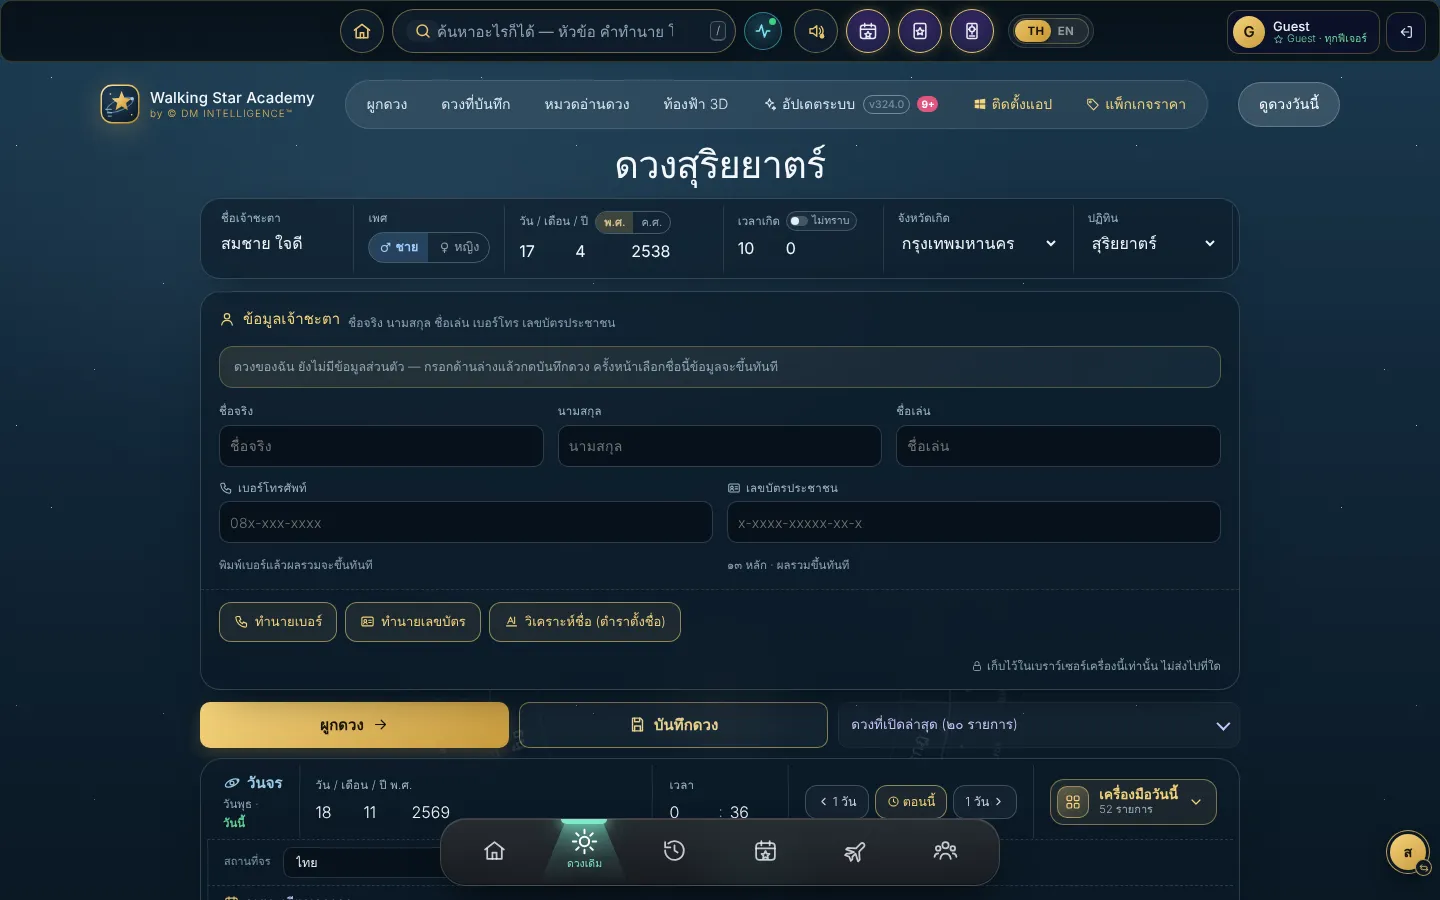 ค้นหาอะไรก็ได้ — หัวข้อ คำทำนาย
/
TH EN
G
Guest
Guest · ทุกฟีเจอร์
Walking Star Academy
by © DM INTELLIGENCE™
ผูกดวง ดวงที่บันทึก หมวดอ่านดวง ท้องฟ้า 3D อัปเดตระบบ v324.0 9+ ติดตั้งแอป แพ็กเกจราคา ดูดวงวันนี้
ดวงสุริยยาตร์
ชื่อเจ้าชะตา เพศ วัน / เดือน / ปี พ.ศ. ค.ศ. เวลาเกิด ไม่ทราบ จังหวัดเกิด ปฏิทิน
สมชาย ใจดี ♂ ชาย ♀ หญิง 17 4 2538 10 0 กรุงเทพมหานคร สุริยยาตร์
ข้อมูลเจ้าชะตา ชื่อจริง นามสกุล ชื่อเล่น เบอร์โทร เลขบัตรประชาชน
ดวงของฉัน ยังไม่มีข้อมูลส่วนตัว — กรอกด้านล่างแล้วกดบันทึกดวง ครั้งหน้าเลือกชื่อนี้ข้อมูลจะขึ้นทันที
ชื่อจริง นามสกุล ชื่อเล่น
ชื่อจริง นามสกุล ชื่อเล่น
เบอร์โทรศัพท์ เลขบัตรประชาชน
08x-xxx-xxxx x-xxxx-xxxxx-xx-x
พิมพ์เบอร์แล้วผลรวมจะขึ้นทันที ๑๓ หลัก · ผลรวมขึ้นทันที
ทำนายเบอร์ ทำนายเลขบัตร วิเคราะห์ชื่อ (ตำราตั้งชื่อ)
เก็บไว้ในเบราว์เซอร์เครื่องนี้เท่านั้น ไม่ส่งไปที่ใด
ผูกดวง → บันทึกดวง ดวงที่เปิดล่าสุด (๒๐ รายการ)
วันจร วัน / เดือน / ปี พ.ศ. เวลา
วันพุธ ·
วันนี้
18 11 2569 0 : 36 ‹ 1 วัน ตอนนี้ 1 วัน ›
เครื่องมือวันนี้
52 รายการ
สถานที่จร ไทย
ดวงเดิม
ส